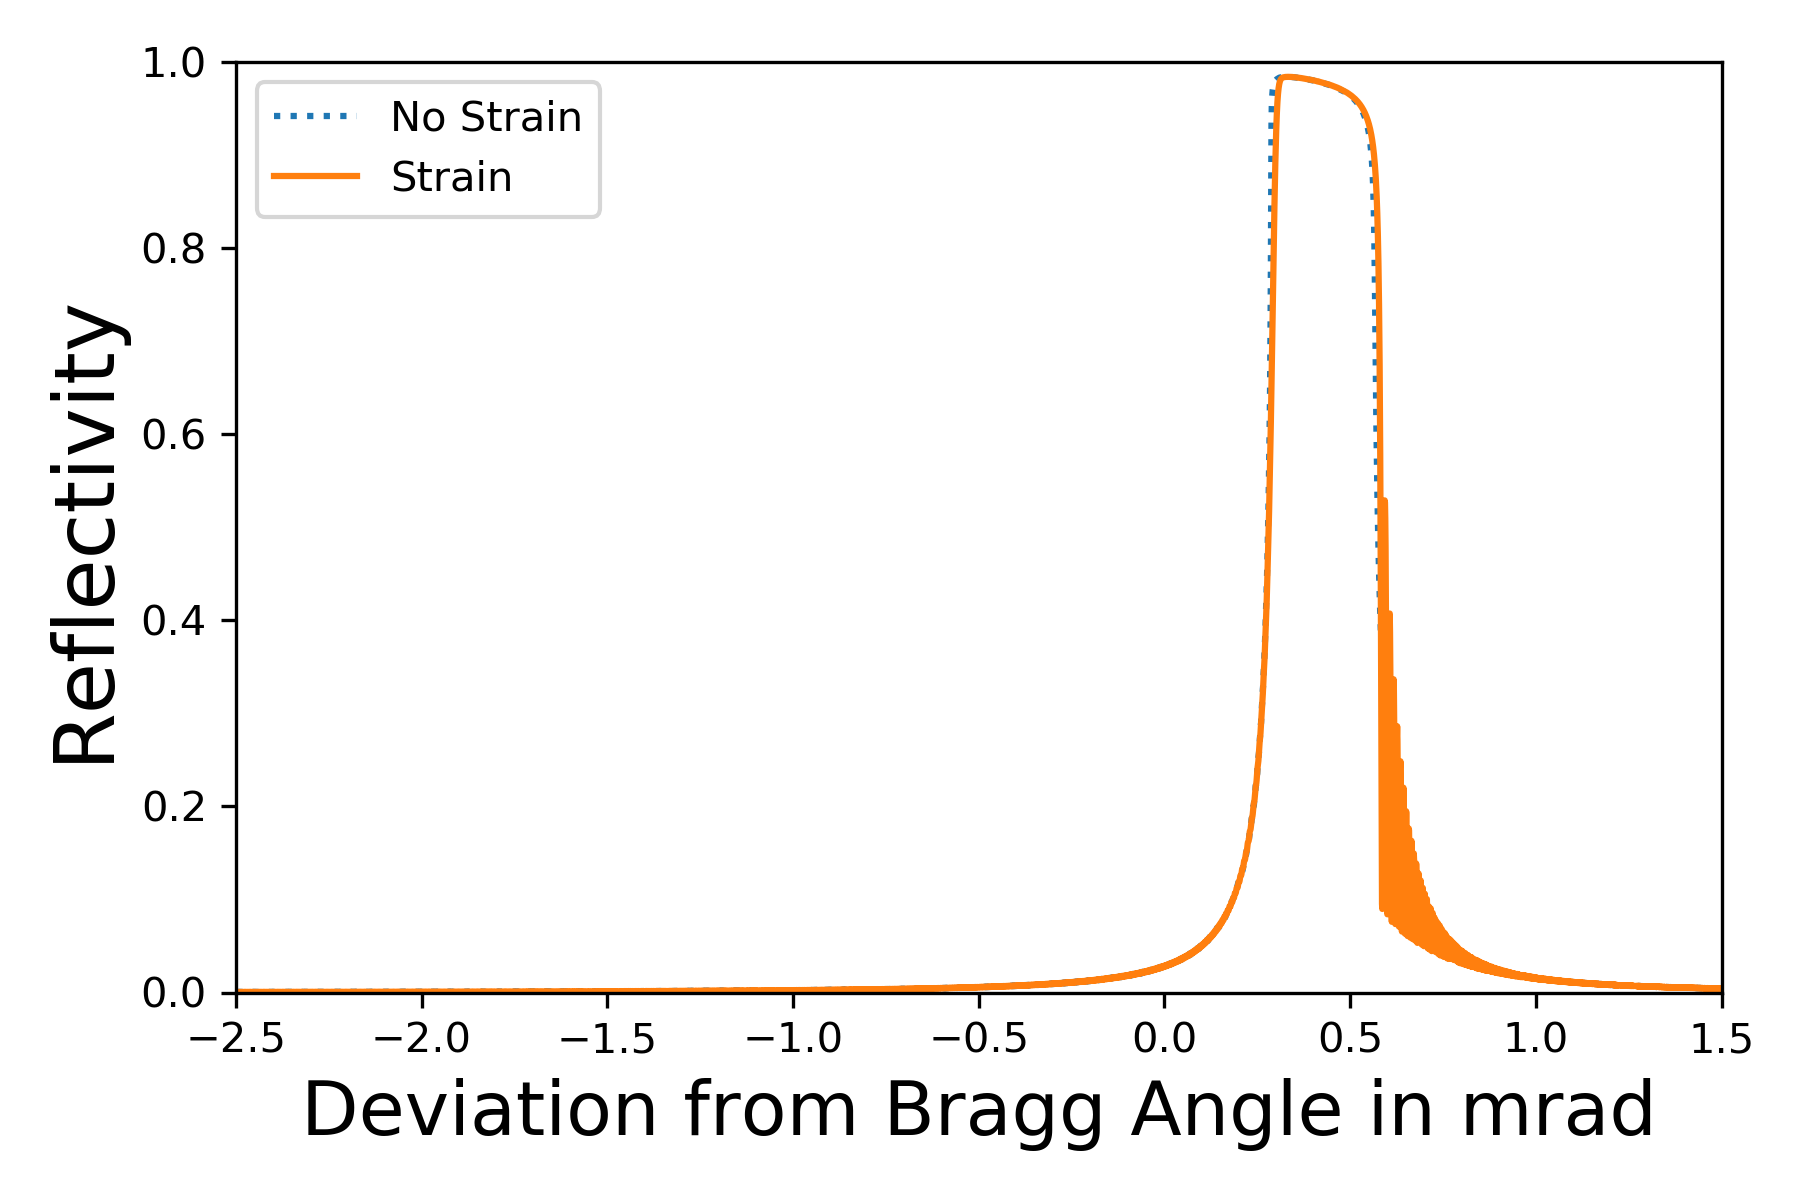 Reflectivity
1.0
0.8
0.6
0.4
0.2
0.0
No Strain
Strain
−2.5 −2.0 −1.5 −1.0 −0.5 0.0 0.5 1.0 1.5
Deviation from Bragg Angle in mrad